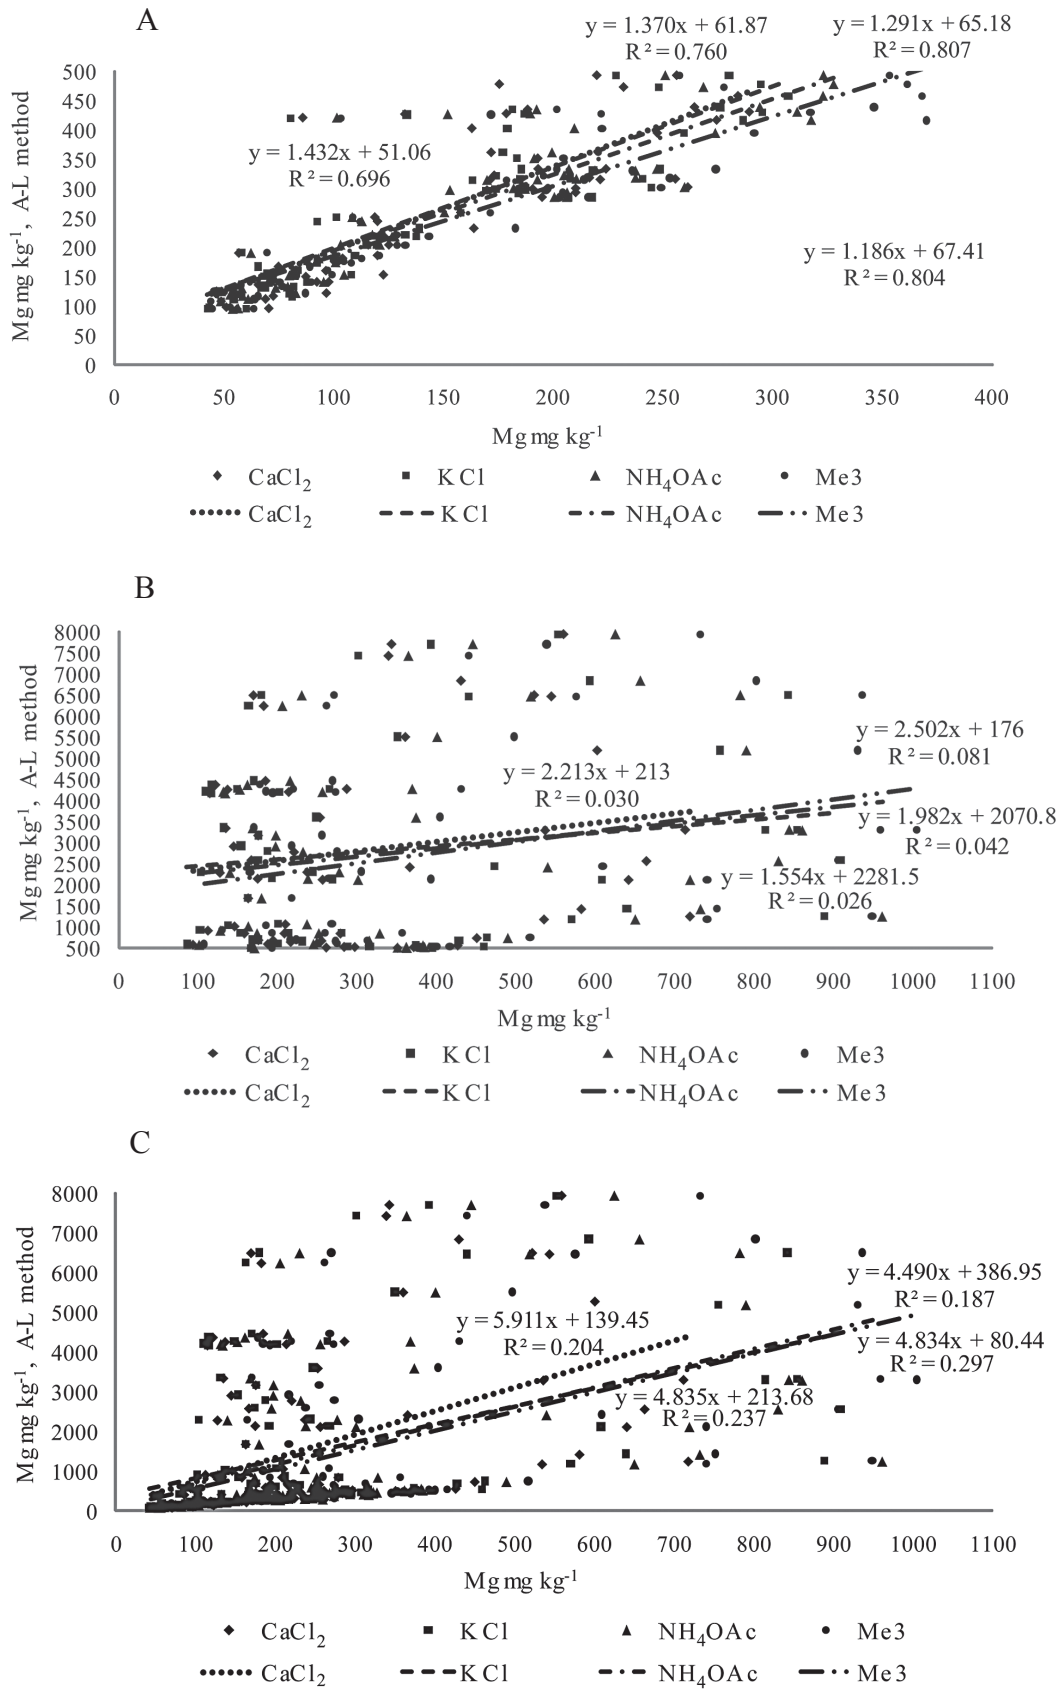 A
y = 1.370x + 61.87
R² = 0.760
y = 1.291x + 65.18
R² = 0.807
y = 1.432x + 51.06
R² = 0.696
y = 1.186x + 67.41
R² = 0.804
Mg mg kg-1, A-L method
500
450
400
350
300
250
200
150
100
50
0
0 50 100 150 200 250 300 350 400
Mg mg kg-1
CaCl2 KCl NH4OAc Me3
CaCl2 KCl NH4OAc Me3
B
Mg mg kg-1, A-L method
8000
7500
7000
6500
6000
5500
5000
4500
4000
3500
3000
2500
2000
1500
1000
500
y = 2.502x + 176
R² = 0.081
y = 2.213x + 213
R² = 0.030
y = 1.982x + 2070.8
R² = 0.042
y = 1.554x + 2281.5
R² = 0.026
0 100 200 300 400 500 600 700 800 900 1000 1100
Mg mg kg-1
CaCl2 KCl NH4OAc Me3
CaCl2 KCl NH4OAc Me3
C
Mg mg kg-1, A-L method
8000
7000
6000
5000
4000
3000
2000
1000
0
y = 4.490x + 386.95
R² = 0.187
y = 5.911x + 139.45
R² = 0.204
y = 4.834x + 80.44
R² = 0.297
y = 4.835x + 213.68
R² = 0.237
0 100 200 300 400 500 600 700 800 900 1000 1100
Mg mg kg-1
CaCl2 KCl NH4OAc Me3
CaCl2 KCl NH4OAc Me3